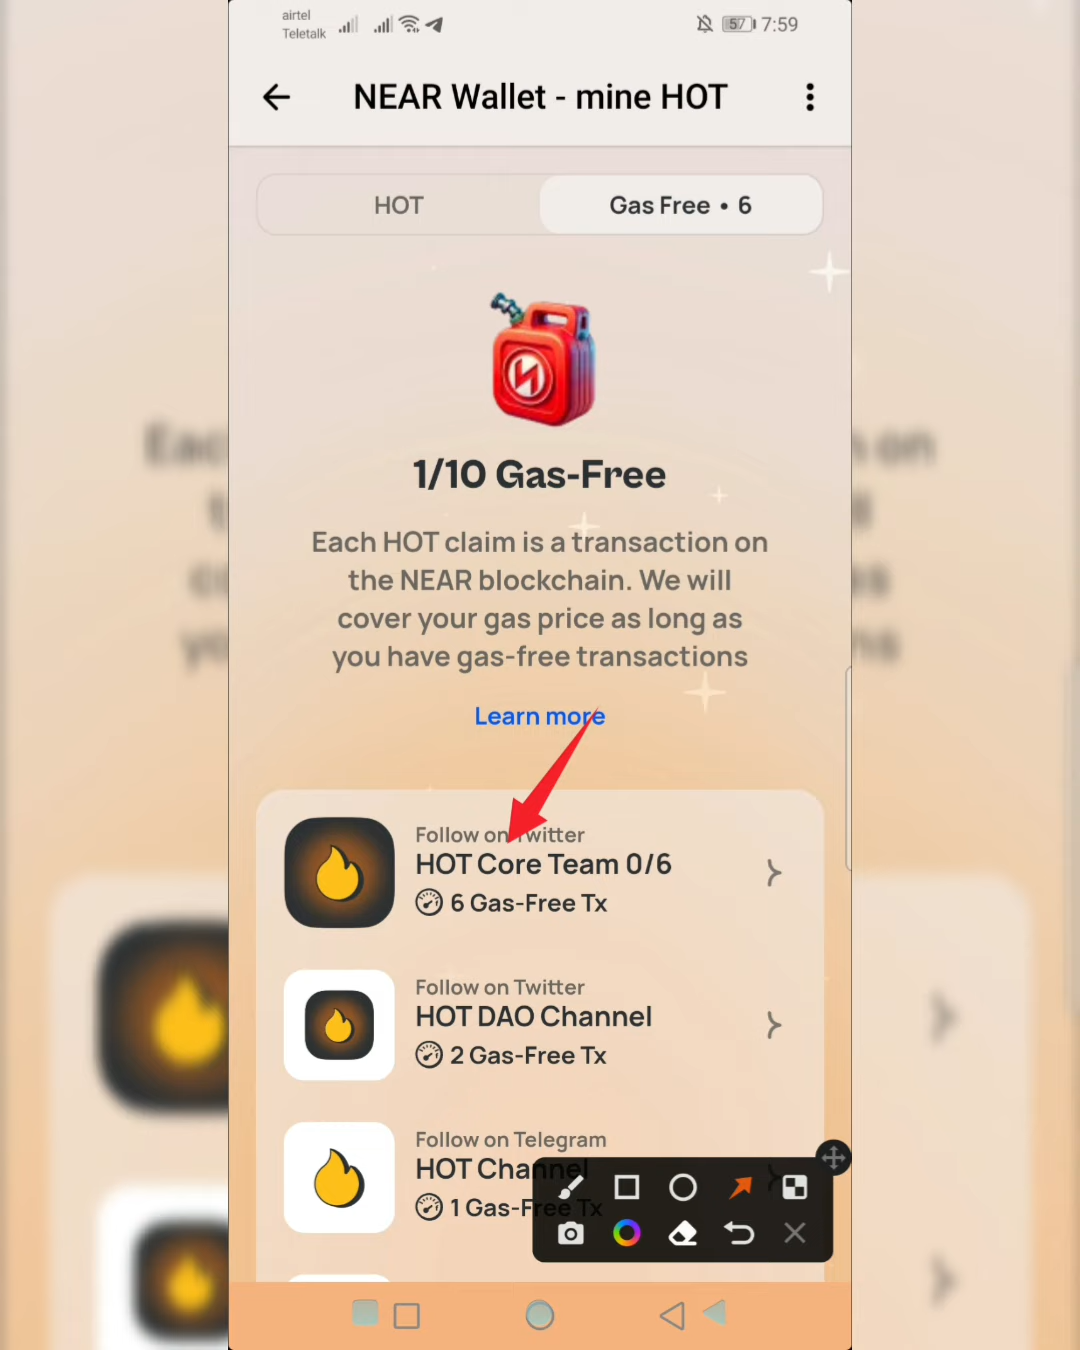 airtel
Teletalk
57 7:59
NEAR Wallet - mine HOT
HOT
Gas Free • 6
1/10 Gas-Free
Each HOT claim is a transaction on
the NEAR blockchain. We will
cover your gas price as long as
you have gas-free transactions
Learn more
Follow on Twitter
HOT Core Team 0/6
6 Gas-Free Tx
Follow on Twitter
HOT DAO Channel
2 Gas-Free Tx
Follow on Telegram
HOT Channel
1 Gas-Free Tx